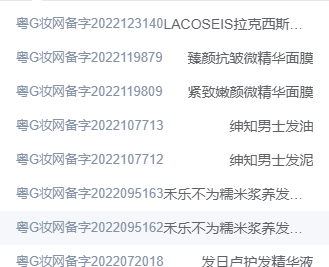 粤G妆网备字2022123140LACOSEIS拉克西斯...
粤G妆网备字2022119879 臻颜抗皱微精华面膜
粤G妆网备字2022119809 紧致嫩颜微精华面膜
粤G妆网备字2022107713 绅知男士发油
粤G妆网备字2022107712 绅知男士发泥
粤G妆网备字2022095163禾乐不为糯米浆养发...
粤G妆网备字2022095162禾乐不为糯米浆养发...
粤G妆网备字2022072018 发日卢护发精华液